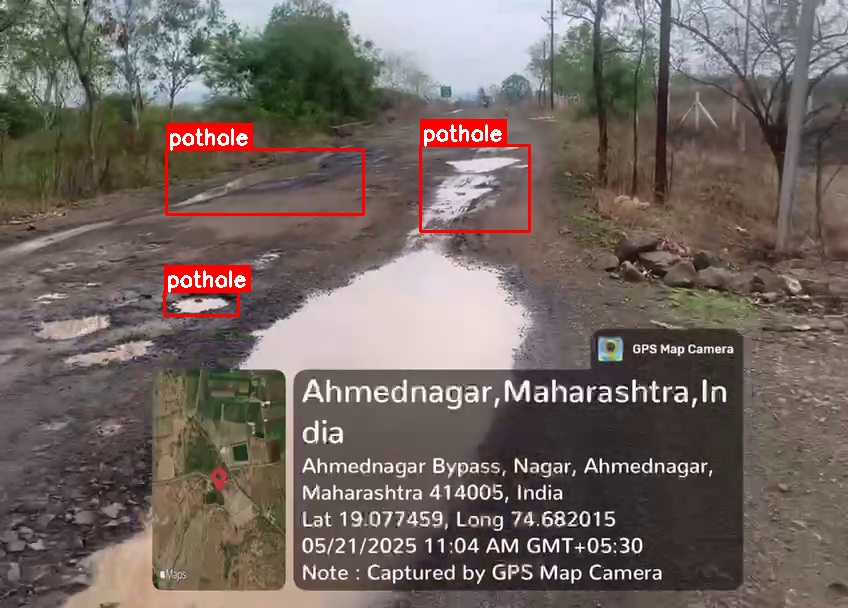 pothole
pothole
pothole
GPS Map Camera
Ahmednagar,Maharashtra,In
dia
Ahmednagar Bypass, Nagar, Ahmednagar,
Maharashtra 414005, India
Lat 19.077459, Long 74.682015
05/21/2025 11:04 AM GMT+05:30
Note : Captured by GPS Map Camera
Maps